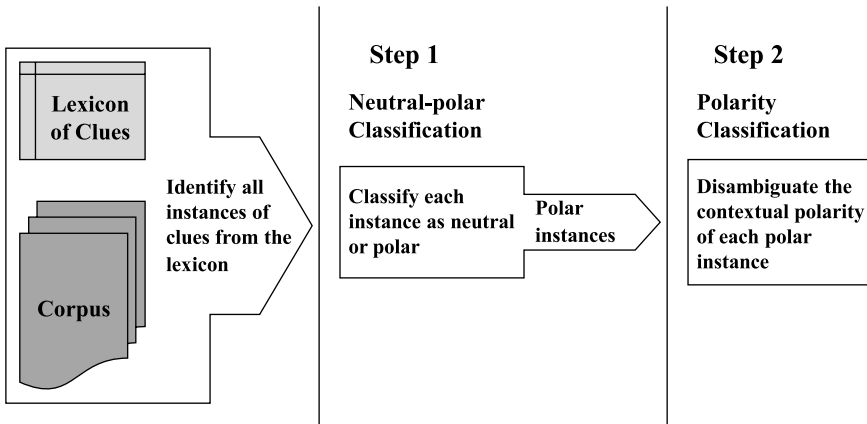 Lexicon
of Clues
Corpus
Identify all
instances of
clues from the
lexicon
Step 1
Neutral-polar
Classification
Classify each
instance as neutral
or polar
Polar
instances
Step 2
Polarity
Classification
Disambiguate the
contextual polarity
of each polar
instance